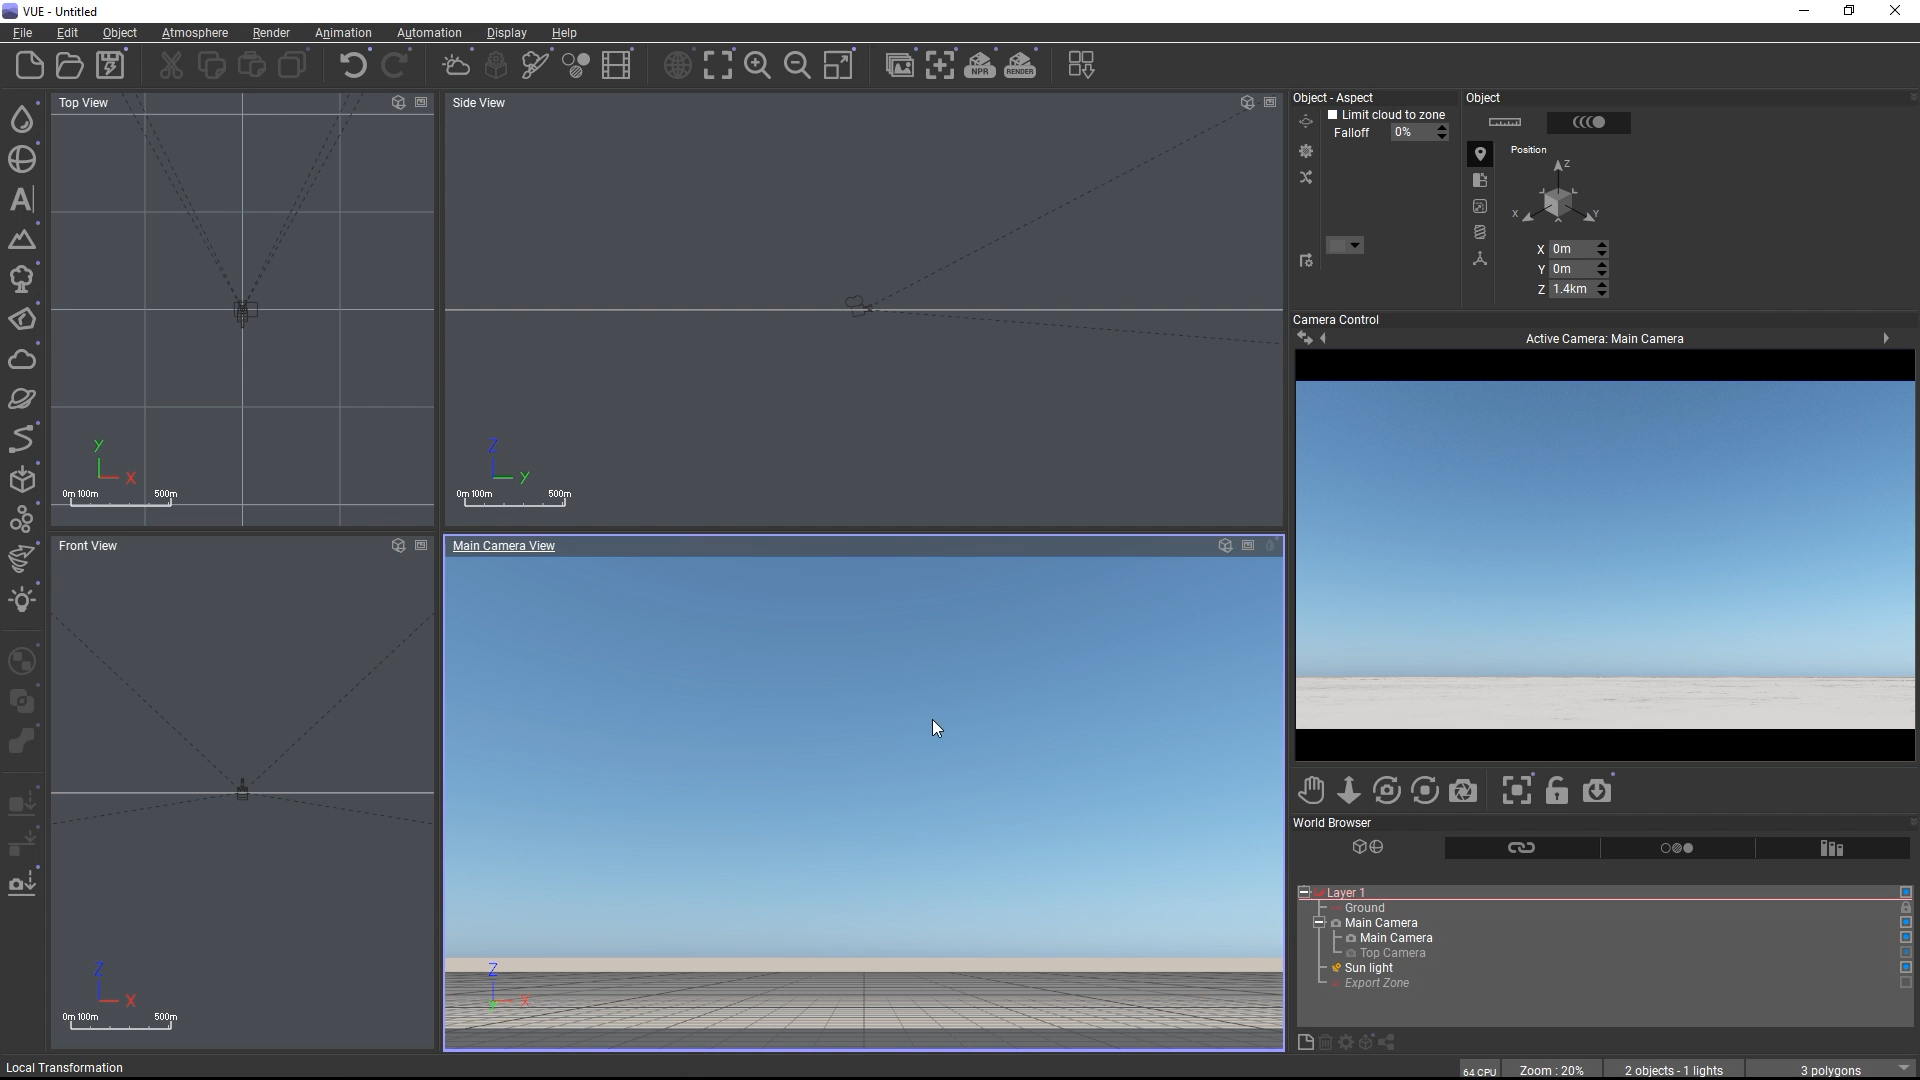 VUE - Untitled
File Edit Object Atmosphere Render Animation Automation Display Help
NPR RENDER
Top View
Y
X
0m 100m 500m
Side View
Z
Y
0m 100m 500m
Front View
Z
X
0m 100m 500m
Main Camera View
Z
X
Object - Aspect
Limit cloud to zone
Falloff 0%
Object
Position
Z
X Y
X 0m
Y 0m
Z 1.4km
Camera Control
Active Camera: Main Camera
World Browser
Layer 1
Ground
Main Camera
Main Camera
Top Camera
Sun light
Export Zone
Local Transformation
64 CPU Zoom : 20% 2 objects - 1 lights 3 polygons